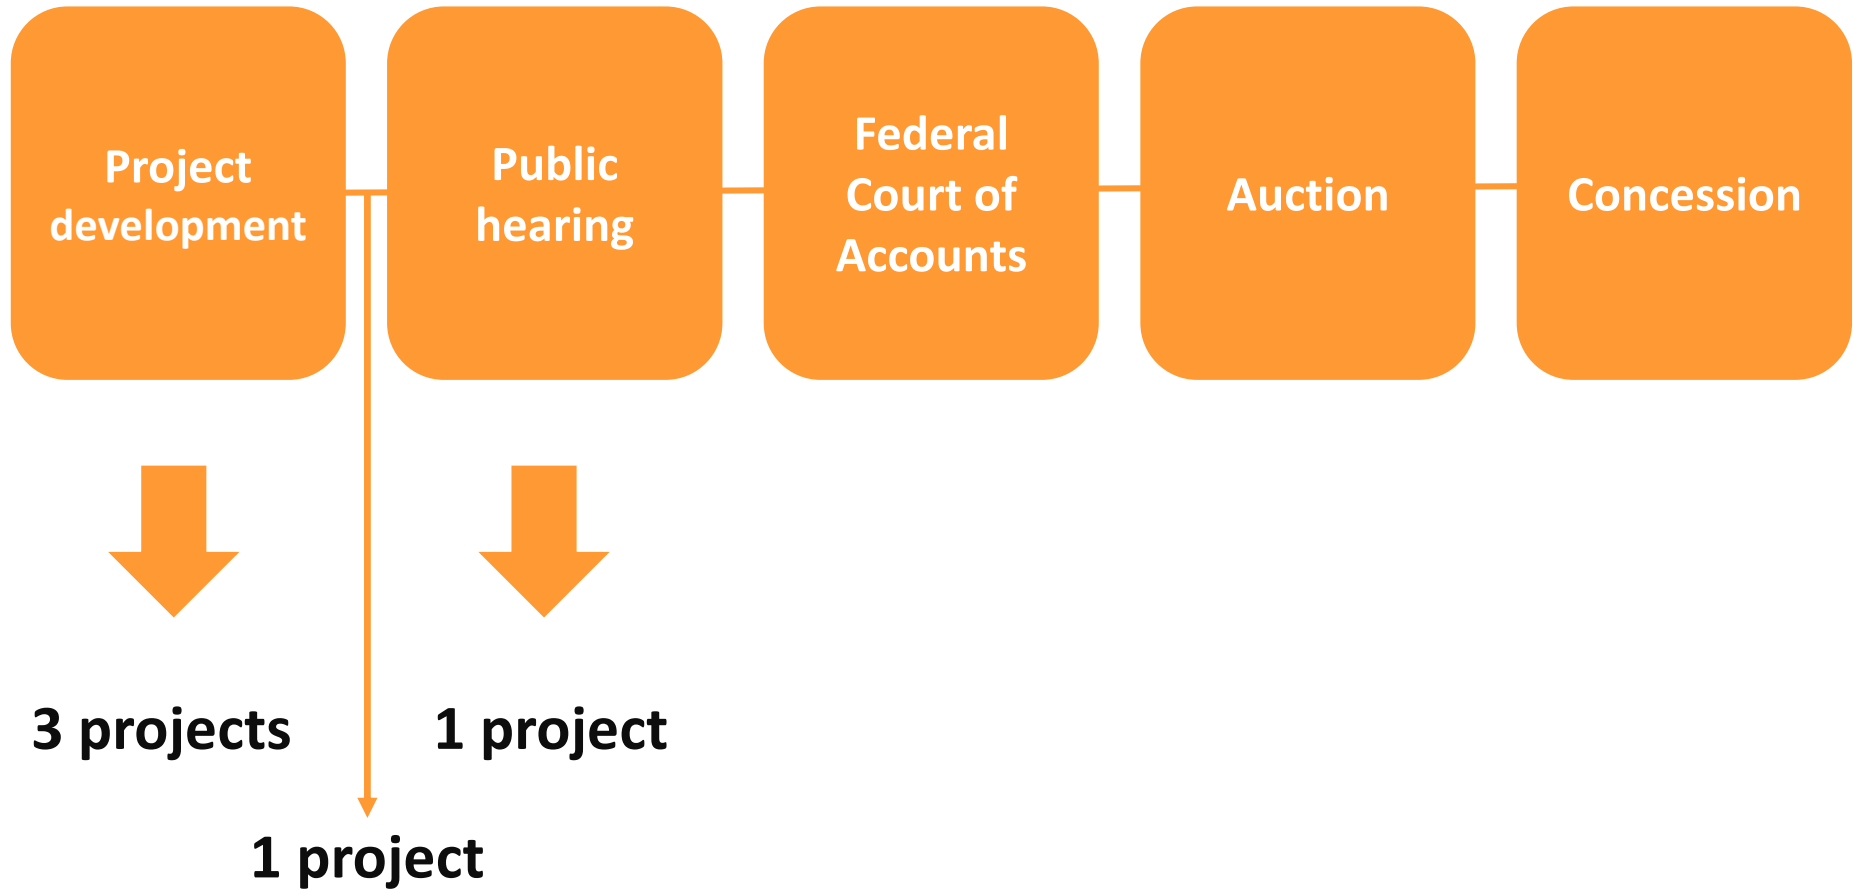 Project
development
Public
hearing
Federal
Court of
Accounts
Auction
Concession
3 projects
1 project
1 project